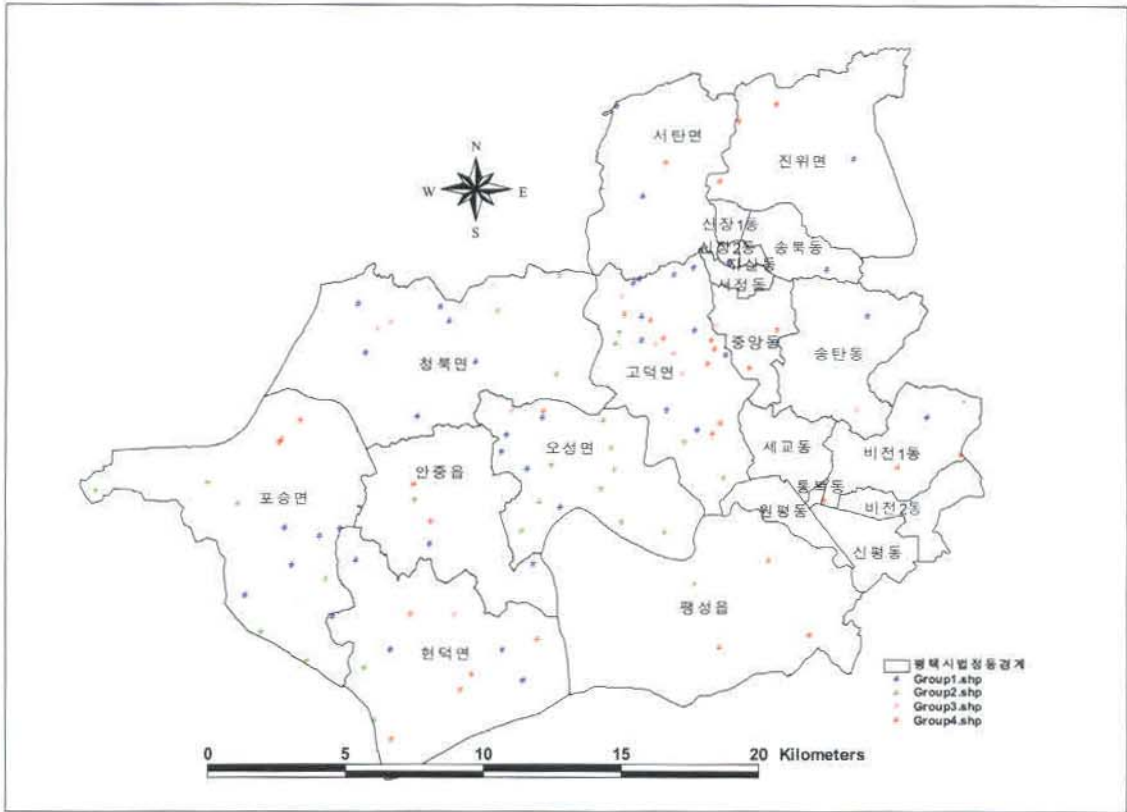 N
W E
S
서탄면
진위면
신장1동
신장2동
송북동
지산동
서정동
중앙동
송탄동
청북면
고덕면
오성면
세교동
비전1동
안중읍
포승면
통복동
원평동
비전2동
신평동
팽성읍
현덕면
평택시법정동경계
Group1.shp
Group2.shp
Group3.shp
Group4.shp
0 5 10 15 20 Kilometers